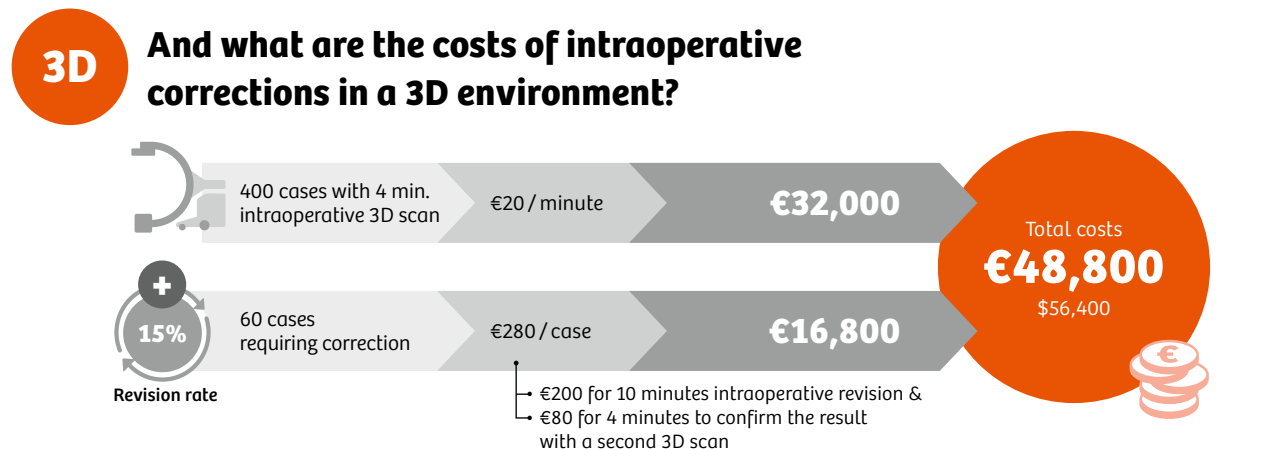 3D
And what are the costs of intraoperative
corrections in a 3D environment?
400 cases with 4 min.
intraoperative 3D scan
€20 / minute
€32,000
+
15%
Revision rate
60 cases
requiring correction
€280 / case
€16,800
€200 for 10 minutes intraoperative revision &
€80 for 4 minutes to confirm the result
with a second 3D scan
Total costs
€48,800
$56,400
€